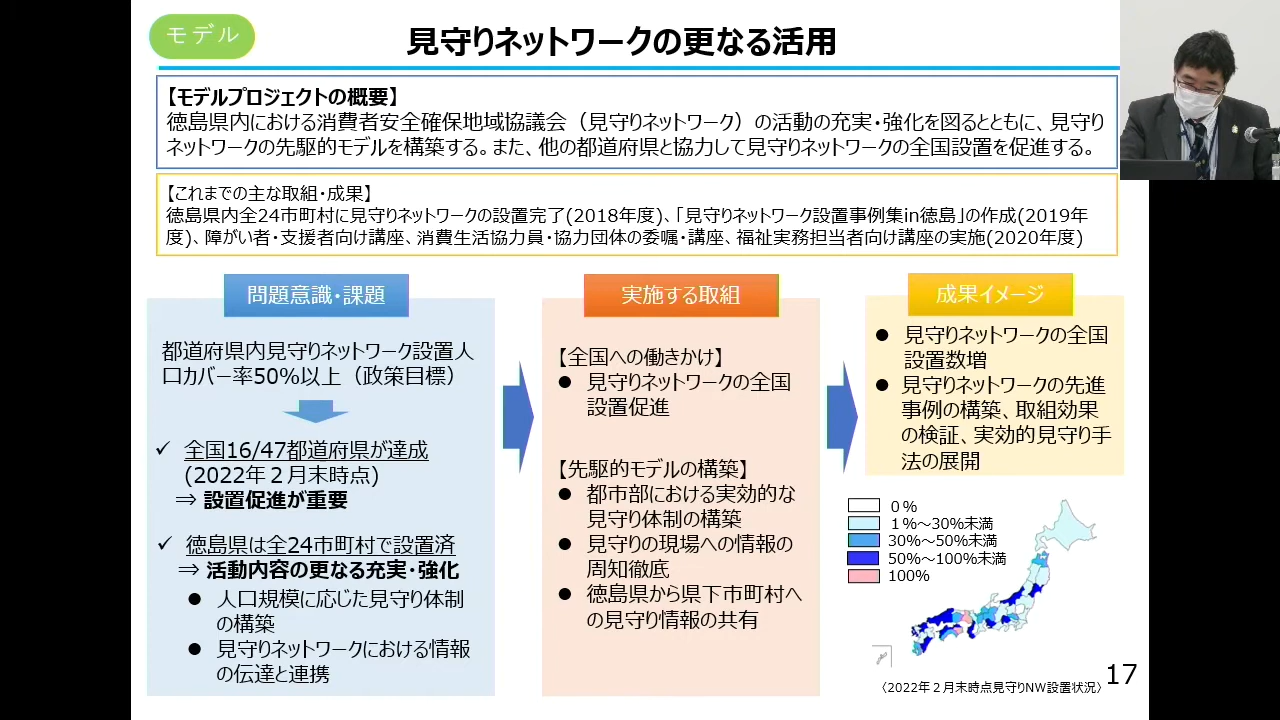 モデル
見守りネットワークの更なる活用
【モデルプロジェクトの概要】
徳島県内における消費者安全確保地域協議会（見守りネットワーク）の活動の充実・強化を図るとともに、見守り
ネットワークの先駆的モデルを構築する。また、他の都道府県と協力して見守りネットワークの全国設置を促進する。
【これまでの主な取組・成果】
徳島県内全24市町村に見守りネットワークの設置完了(2018年度)、「見守りネットワーク設置事例集in徳島」の作成(2019年
度)、障がい者・支援者向け講座、消費生活協力員・協力団体の委嘱・講座、福祉実務担当者向け講座の実施(2020年度)
問題意識・課題
都道府県内見守りネットワーク設置人
口カバー率50%以上（政策目標）
✓ 全国16/47都道府県が達成
(2022年２月末時点)
⇒ 設置促進が重要
✓ 徳島県は全24市町村で設置済
⇒ 活動内容の更なる充実・強化
● 人口規模に応じた見守り体制
の構築
● 見守りネットワークにおける情報
の伝達と連携
実施する取組
【全国への働きかけ】
● 見守りネットワークの全国
設置促進
【先駆的モデルの構築】
● 都市部における実効的な
見守り体制の構築
● 見守りの現場への情報の
周知徹底
● 徳島県から県下市町村へ
の見守り情報の共有
成果イメージ
● 見守りネットワークの全国
設置数増
● 見守りネットワークの先進
事例の構築、取組効果
の検証、実効的見守り手
法の展開
０％
１%～30%未満
30%～50%未満
50%～100%未満
100%
〈2022年２月末時点見守りNW設置状況〉
17